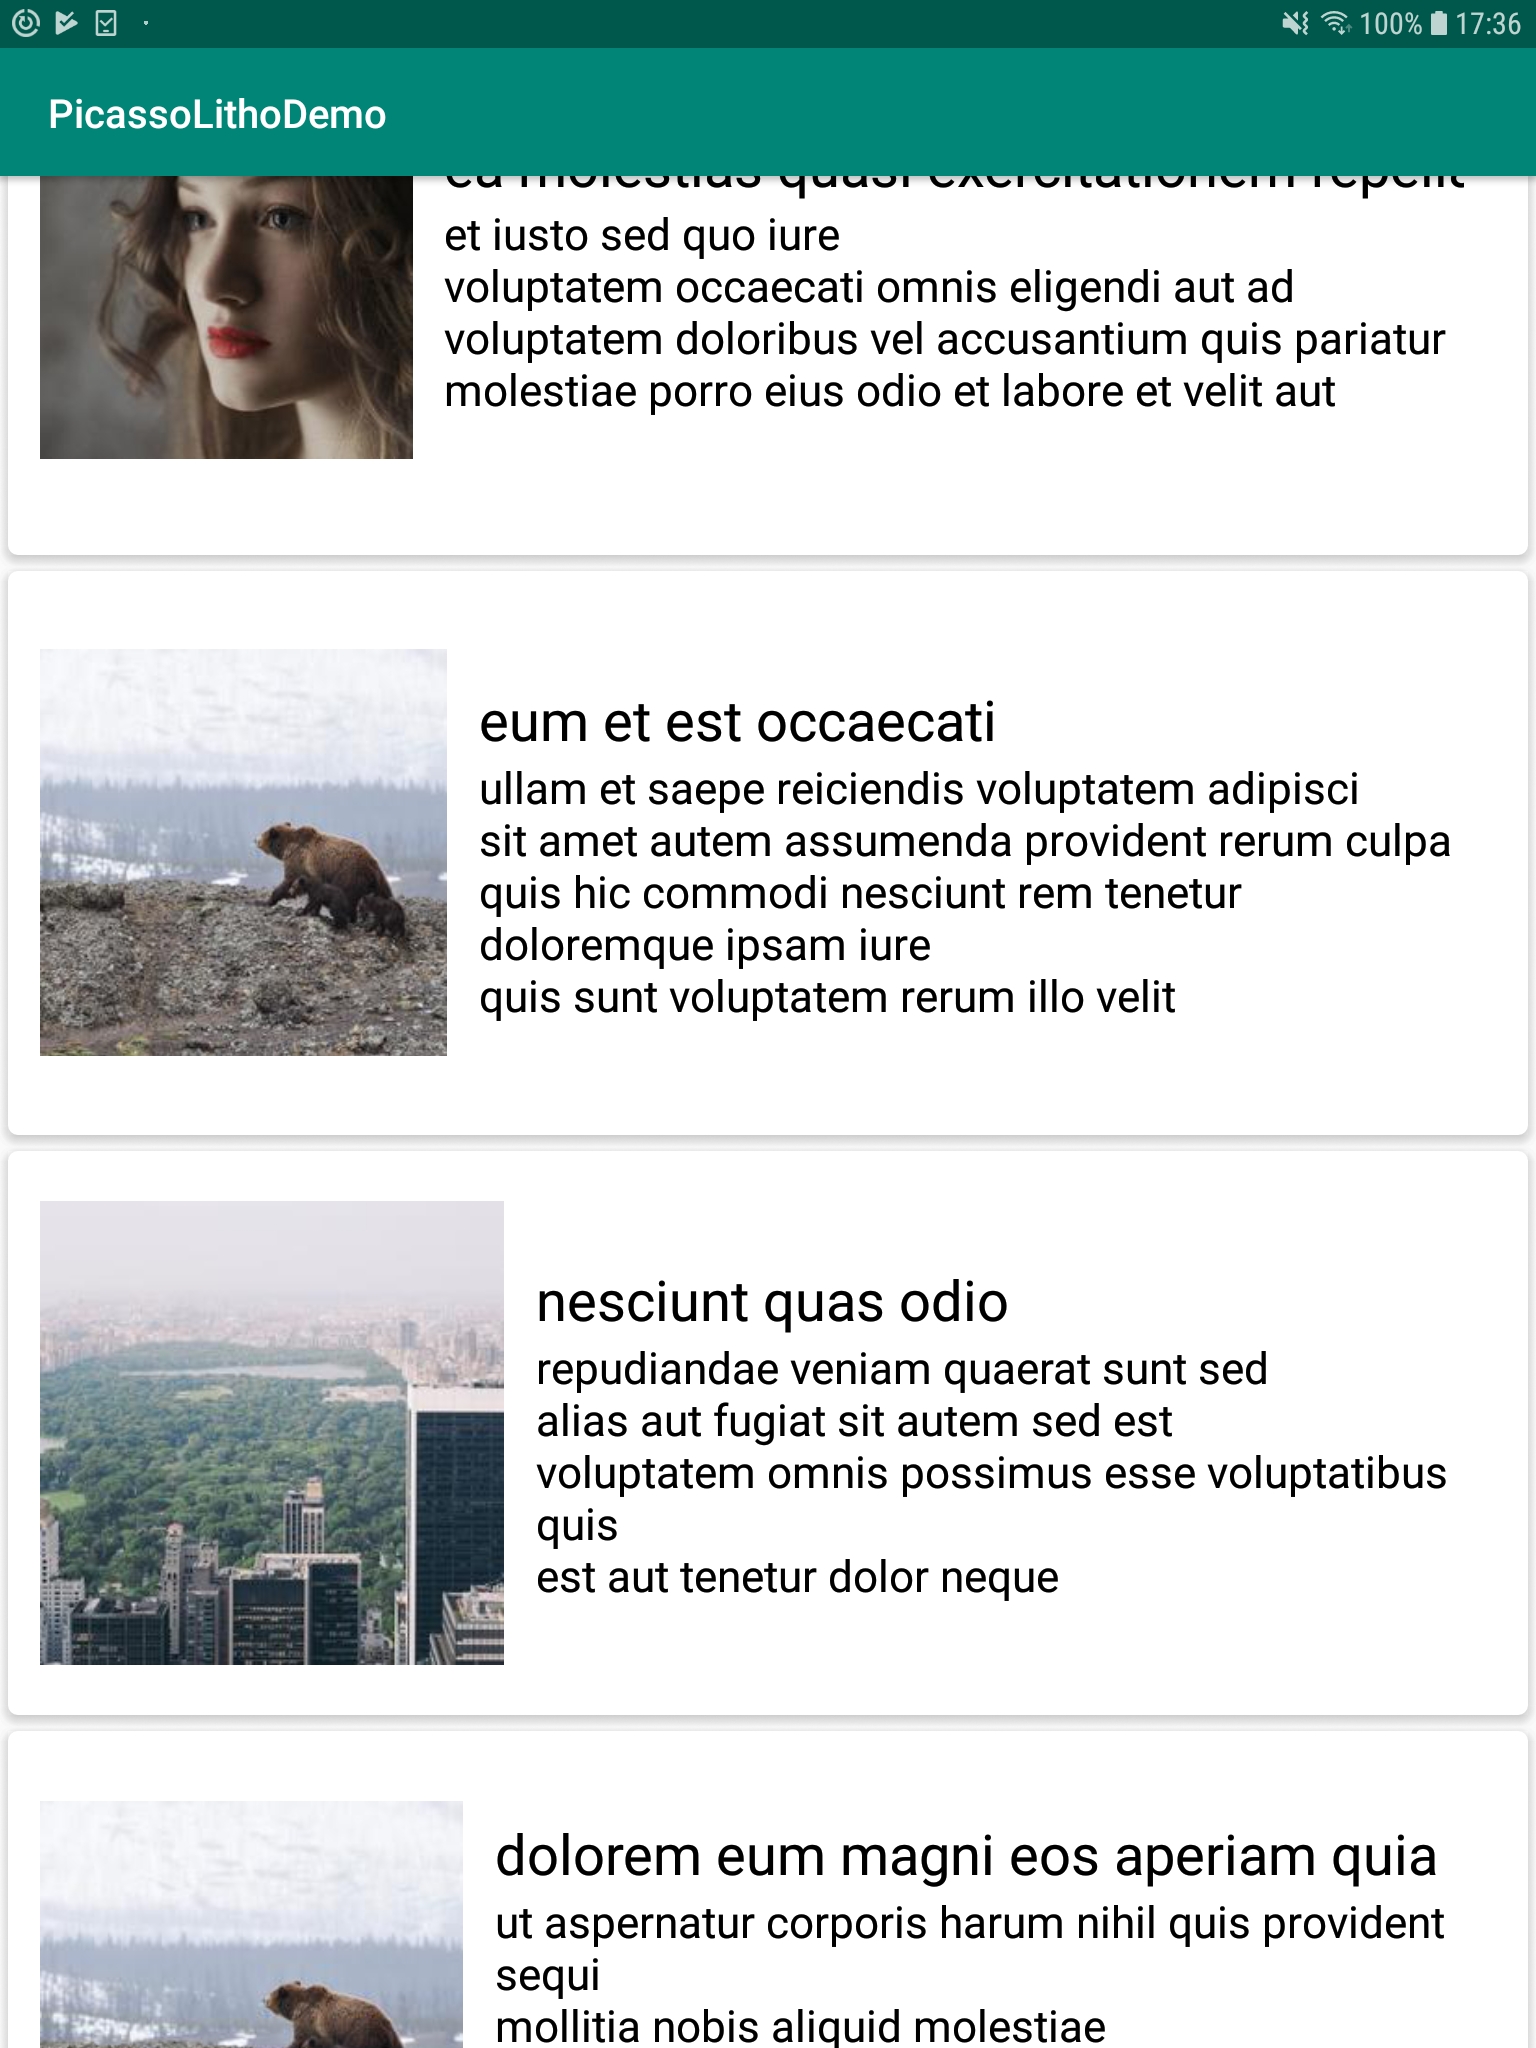 100% 17:36
PicassoLithoDemo
ea molestias quasi exercitationem repellat
et iusto sed quo iure
voluptatem occaecati omnis eligendi aut ad
voluptatem doloribus vel accusantium quis pariatur
molestiae porro eius odio et labore et velit aut
eum et est occaecati
ullam et saepe reiciendis voluptatem adipisci
sit amet autem assumenda provident rerum culpa
quis hic commodi nesciunt rem tenetur
doloremque ipsam iure
quis sunt voluptatem rerum illo velit
nesciunt quas odio
repudiandae veniam quaerat sunt sed
alias aut fugiat sit autem sed est
voluptatem omnis possimus esse voluptatibus
quis
est aut tenetur dolor neque
dolorem eum magni eos aperiam quia
ut aspernatur corporis harum nihil quis provident
sequi
mollitia nobis aliquid molestiae